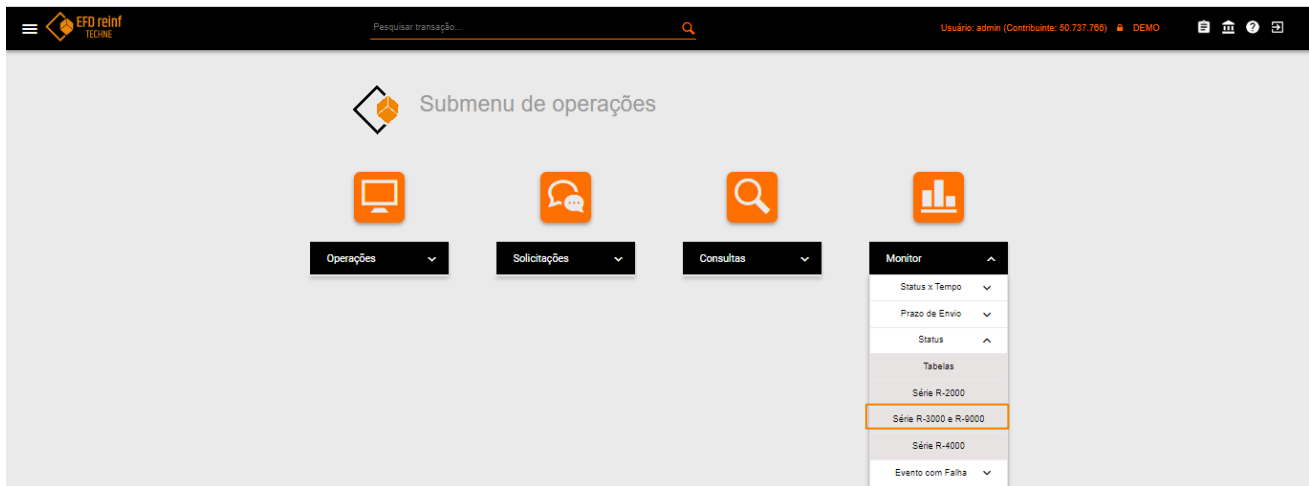 EFD reinf
TECHNE
Pesquisar transação...
Usuário: admin (Contribuinte: 50.737.766) DEMO
Submenu de operações
Operações
Solicitações
Consultas
Monitor
Status x Tempo
Prazo de Envio
Status
Tabelas
Série R-2000
Série R-3000 e R-9000
Série R-4000
Evento com Falha